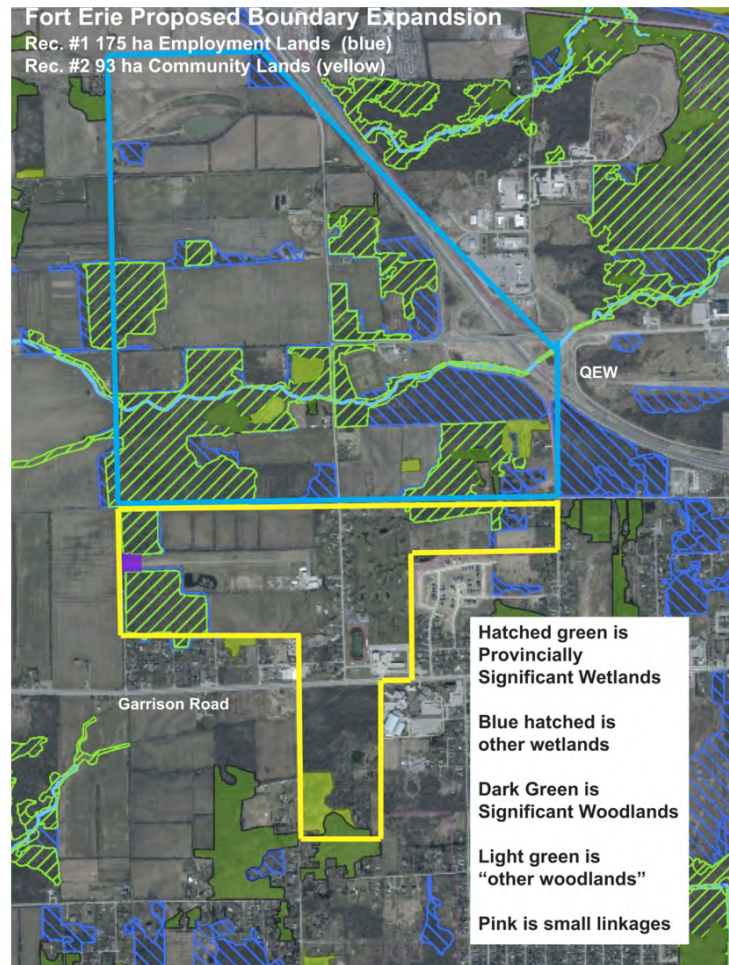 Fort Erie Proposed Boundary Expandsion
Rec. #1 175 ha Employment Lands (blue)
Rec. #2 93 ha Community Lands (yellow)
QEW
Garrison Road
Hatched green is
Provincially
Significant Wetlands
Blue hatched is
other wetlands
Dark Green is
Significant Woodlands
Light green is
“other woodlands”
Pink is small linkages